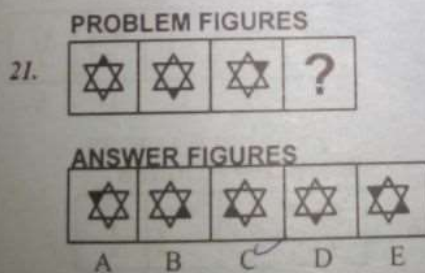 PROBLEM FIGURES
21.
?
ANSWER FIGURES
A B C D E